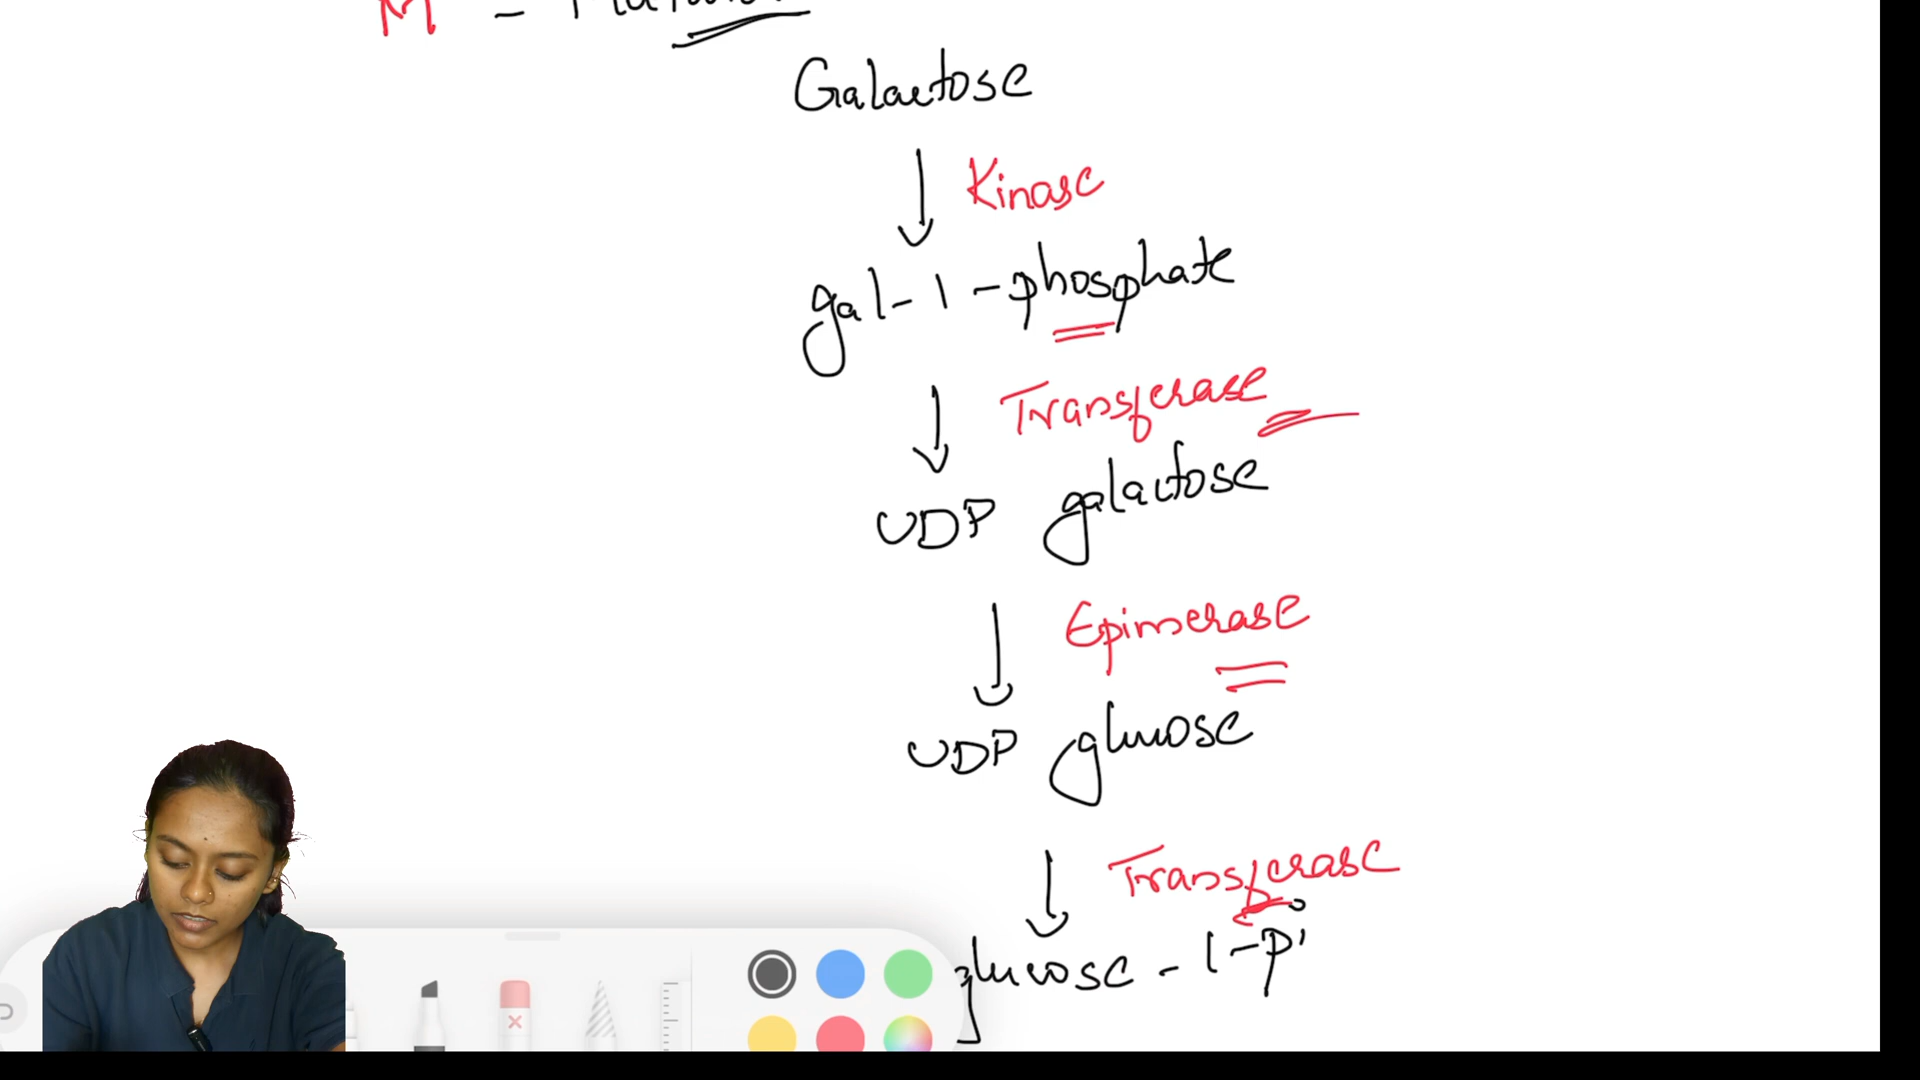 M -
Galactose
Kinase
gal-1-phosphate
Transferase
UDP galactose
Epimerase
UDP glucose
Transferase
glucose-1-p